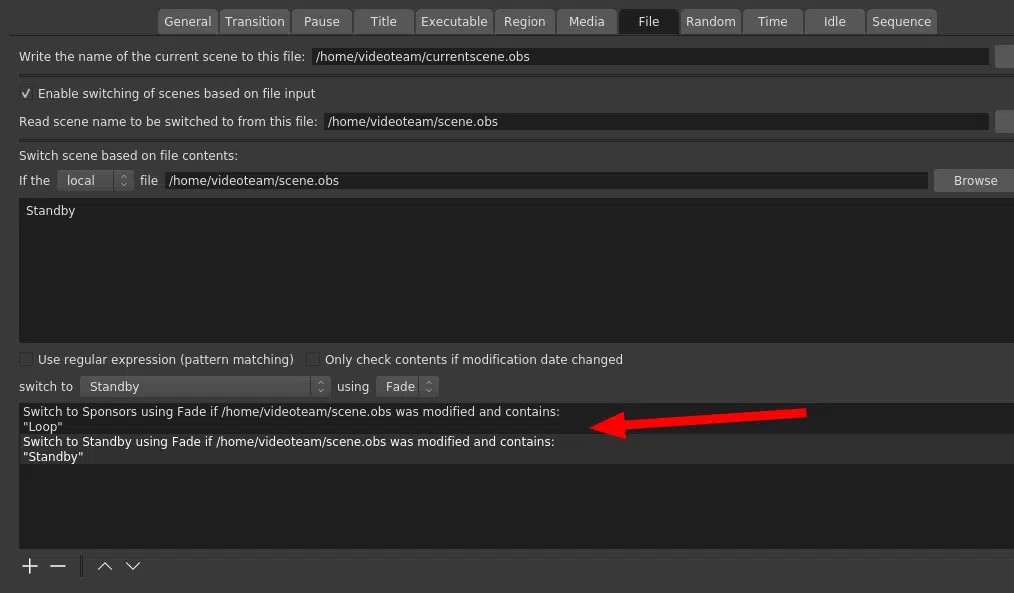 General Transition Pause Title Executable Region Media File Random Time Idle Sequence
Write the name of the current scene to this file: /home/videoteam/currentscene.obs
Enable switching of scenes based on file input
Read scene name to be switched to from this file: /home/videoteam/scene.obs
Switch scene based on file contents:
If the local file /home/videoteam/scene.obs Browse
Standby
Use regular expression (pattern matching) Only check contents if modification date changed
switch to Standby using Fade
Switch to Sponsors using Fade if /home/videoteam/scene.obs was modified and contains:
"Loop"
Switch to Standby using Fade if /home/videoteam/scene.obs was modified and contains:
"Standby"